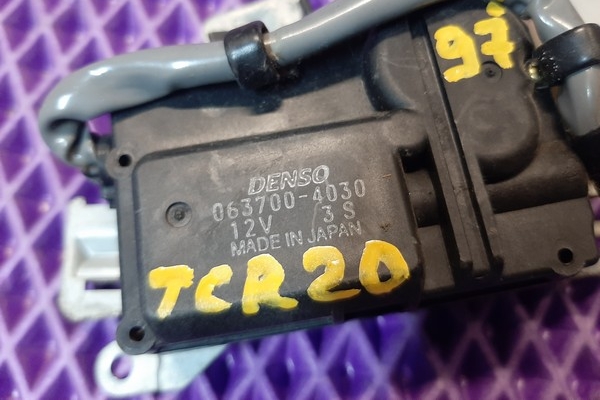 97
DENSO
063700-4030
12V 3S
MADE IN JAPAN
TCR20